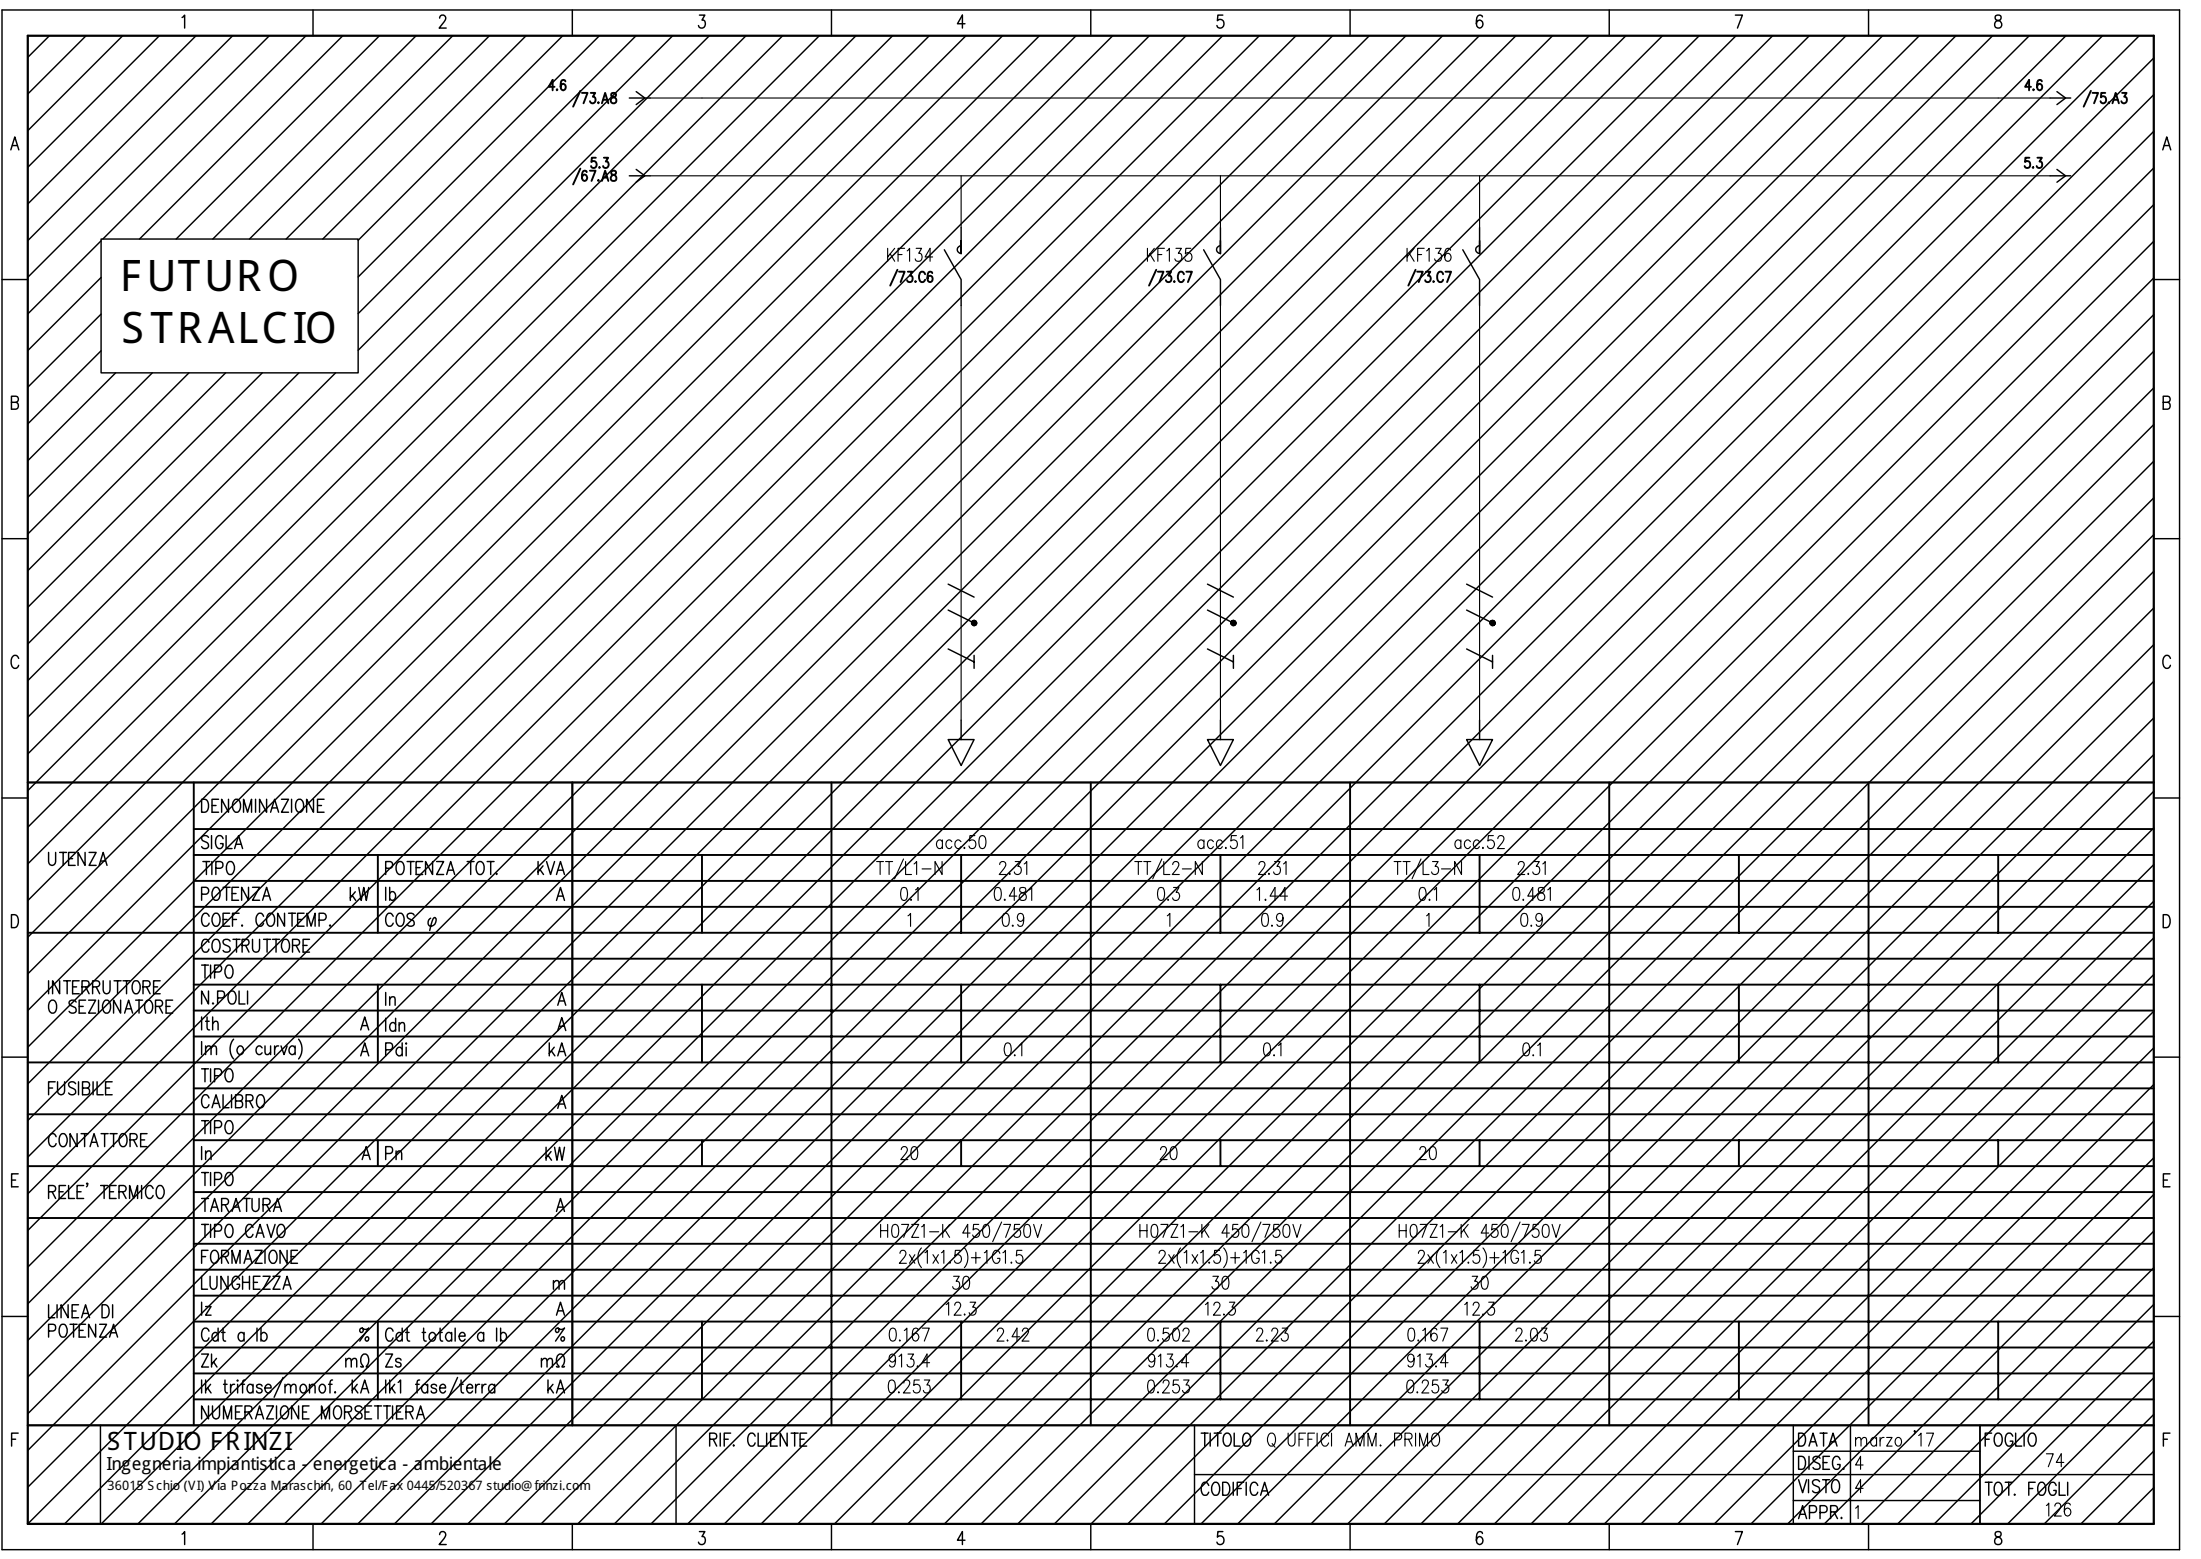 1 2 3 4 5 6 7 8
4.6 4.6
/73.A8 /75.A3
A A
5.3 5.3
/67.A8
KF134 KF135 KF136
/73.C6 /73.C7 /73.C7
FUTURO
STRALCIO
B B
C C
DENOMINAZIONE
UTENZA
SIGLA acc.50 acc.51 acc.52
TIPO POTENZA TOT. kVA TT/L1-N 2.31 TT/L2-N 2.31 TT/L3-N 2.31
POTENZA kW Ib A 0.1 0.481 0.3 1.44 0.1 0.481
COEF. CONTEMP. COS φ 1 0.9 1 0.9 1 0.9
D D
INTERRUTTORE
O SEZIONATORE
COSTRUTTORE
TIPO
N.POLI In A
Ith A Idn A
Im (o curva) A Pdi kA 0.1 0.1 0.1
FUSIBILE
TIPO
CALIBRO A
CONTATTORE
TIPO
In A Pn kW 20 20 20
E E
RELE' TERMICO
TIPO
TARATURA A
LINEA DI
POTENZA
TIPO CAVO H07Z1-K 450/750V H07Z1-K 450/750V H07Z1-K 450/750V
FORMAZIONE 2x(1x1.5)+1G1.5 2x(1x1.5)+1G1.5 2x(1x1.5)+1G1.5
LUNGHEZZA m 30 30 30
Iz A 12.3 12.3 12.3
Cdt a Ib % Cdt totale a Ib % 0.167 2.42 0.502 2.23 0.167 2.03
Zk mΩ Zs mΩ 913.4 913.4 913.4
Ik trifase/monof. kA Ik1 fase/terra kA 0.253 0.253 0.253
NUMERAZIONE MORSETTIERA
F F
STUDIO FRINZI
Ingegneria impiantistica - energetica - ambientale
36015 Schio (VI) Via Pozza Maraschin, 60 Tel/Fax 0445/520367 studio@frinzi.com
RIF. CLIENTE
TITOLO Q UFFICI AMM. PRIMO
CODIFICA
DATA marzo '17
DISEG. 4
VISTO 4
APPR. 1
FOGLIO
74
TOT. FOGLI
126
1 2 3 4 5 6 7 8